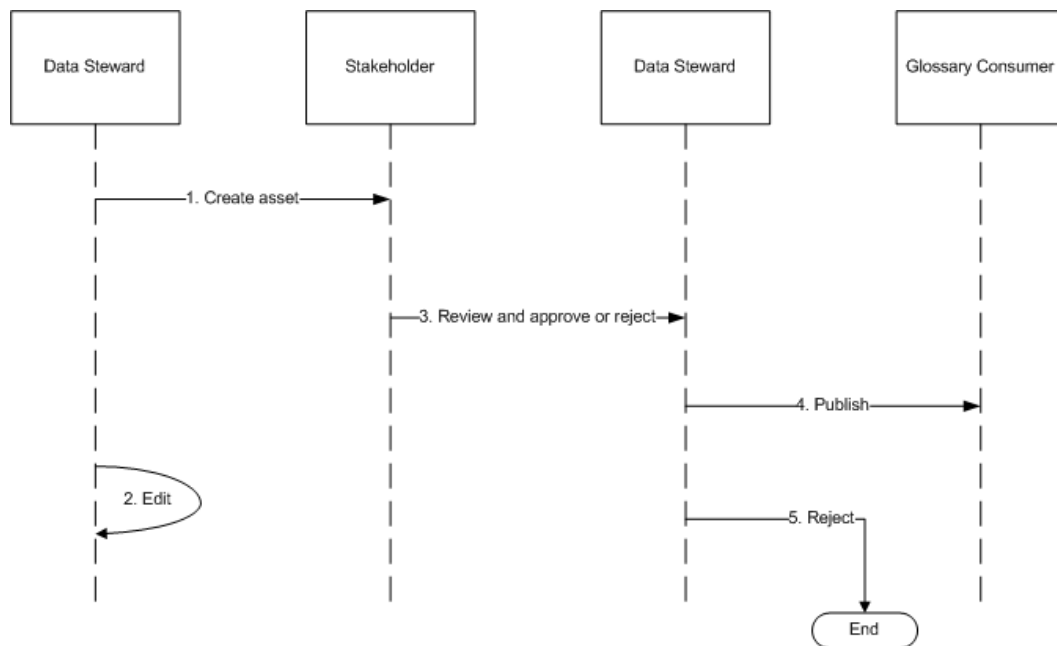 Data Steward
Stakeholder
Data Steward
Glossary Consumer
1. Create asset
3. Review and approve or reject
4. Publish
2. Edit
5. Reject
End